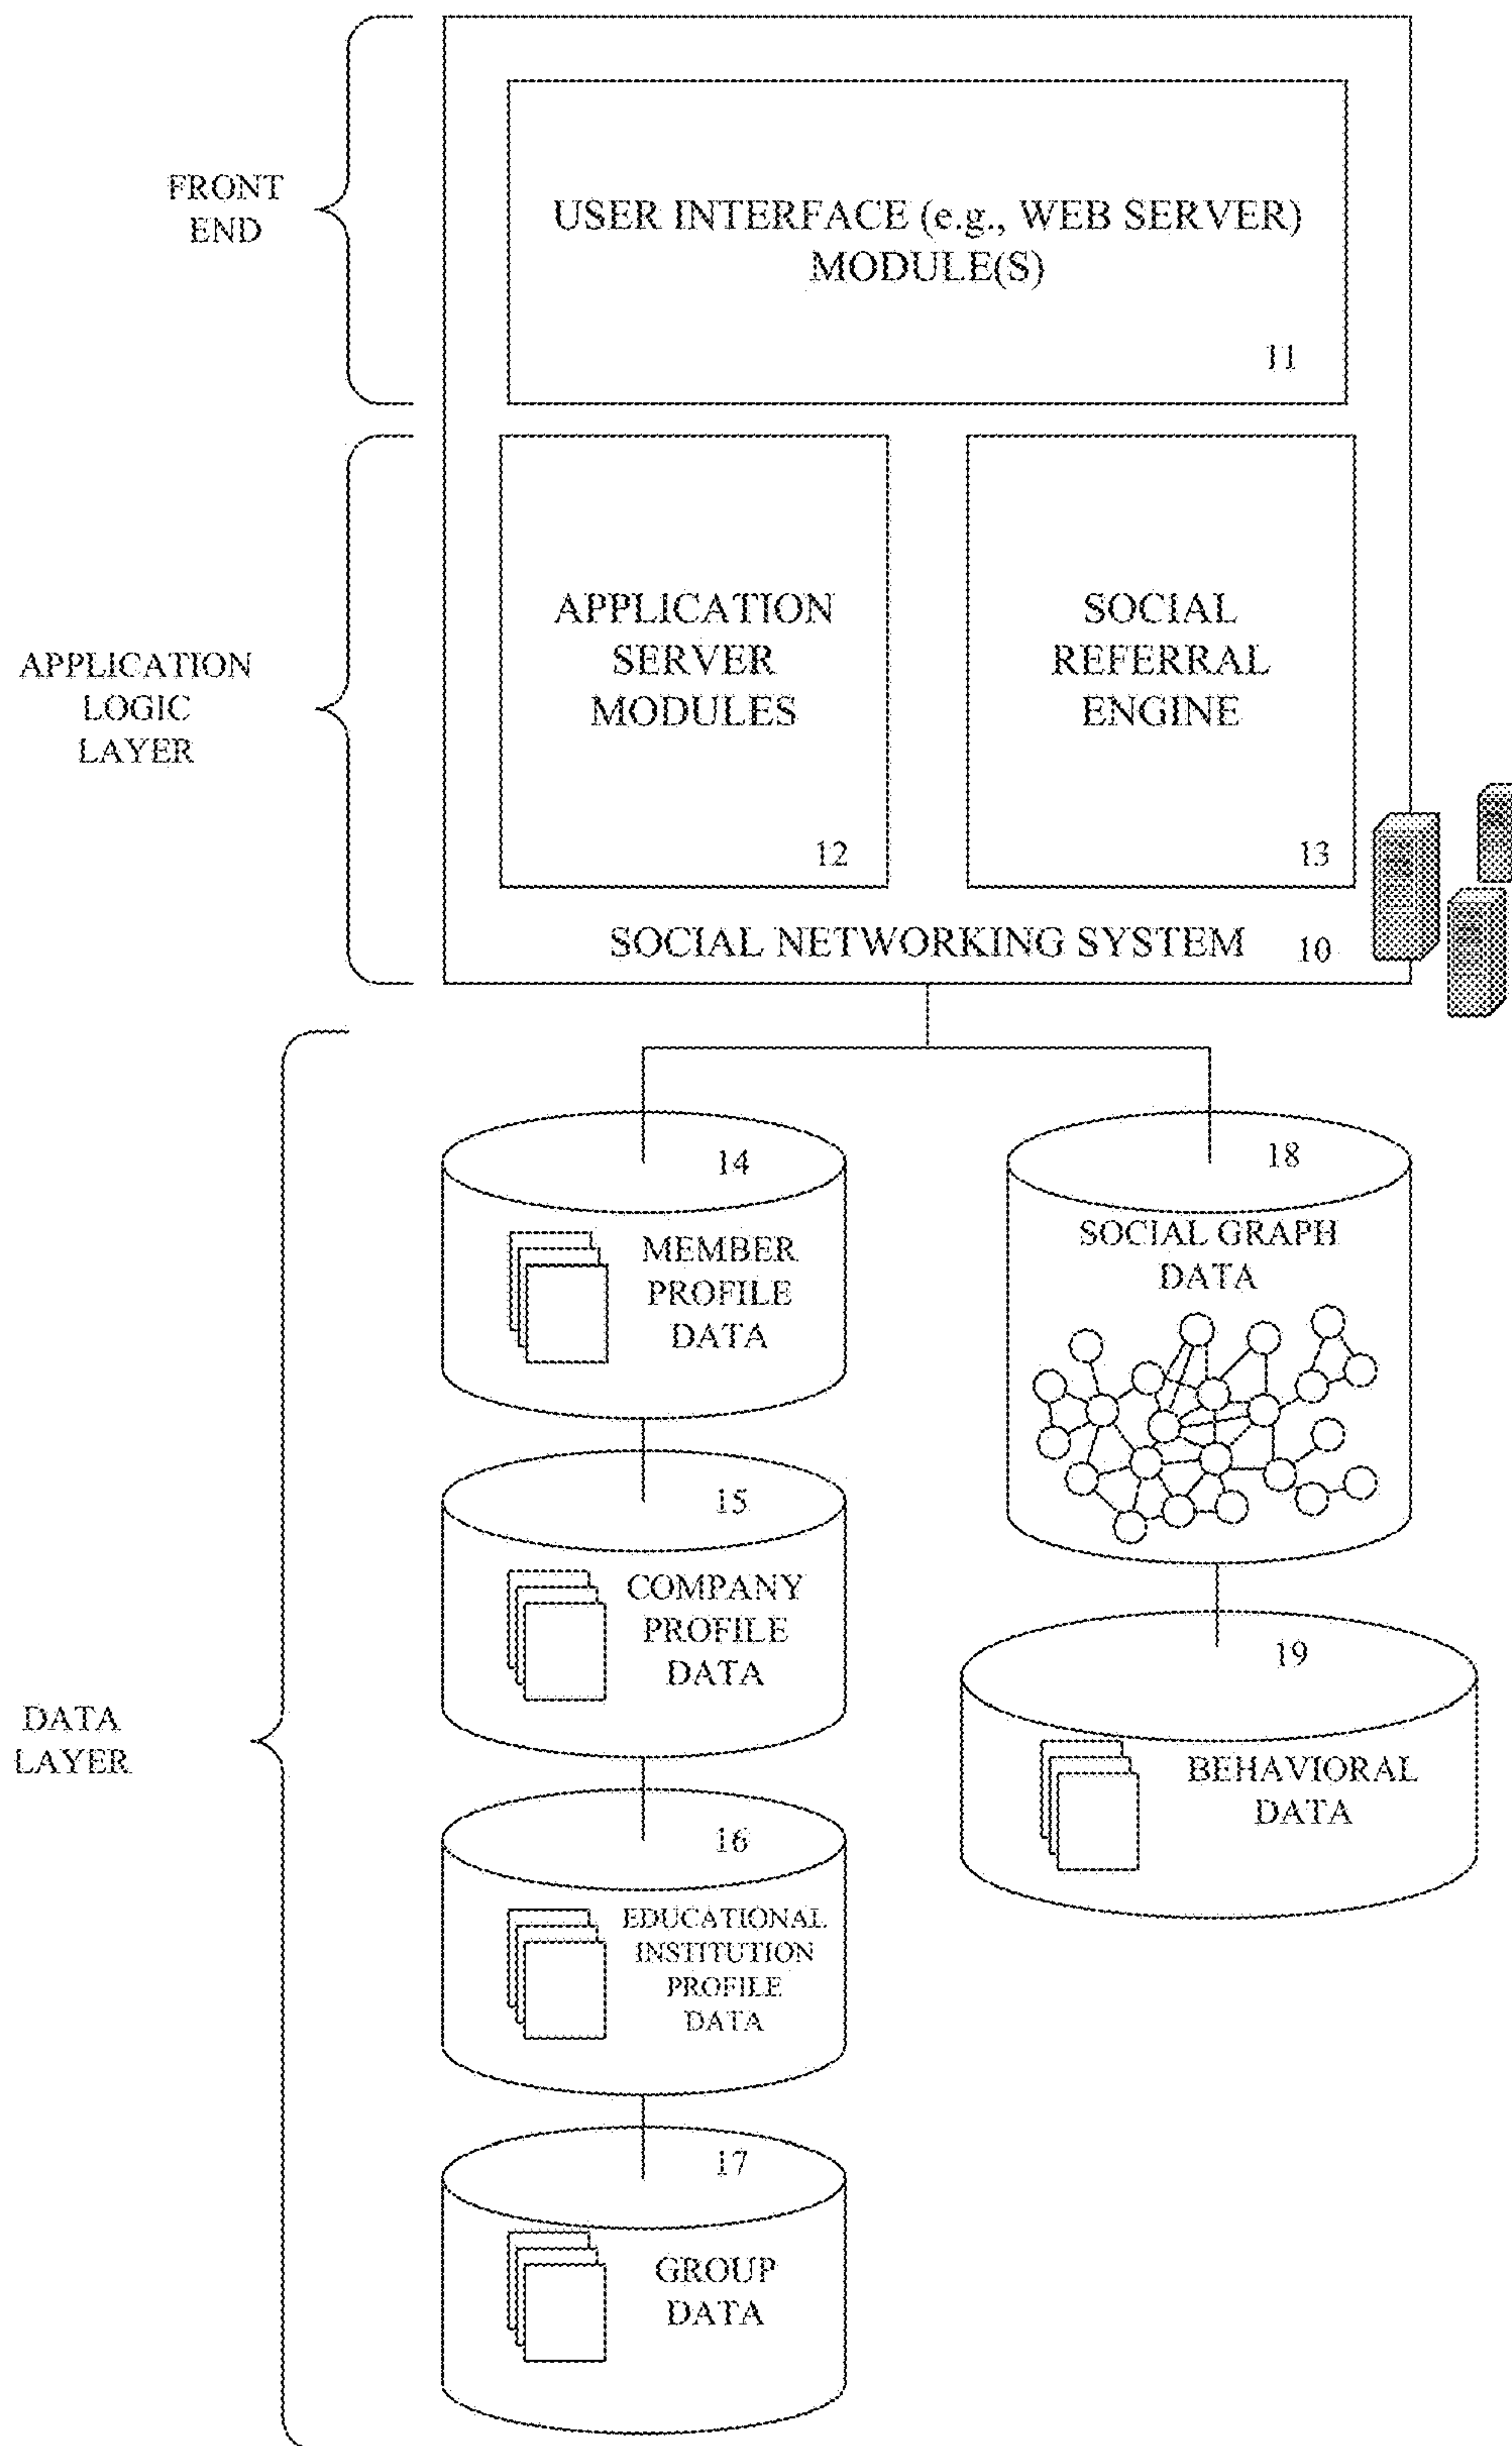 FRONT
END
USER INTERFACE (e.g., WEB SERVER)
MODULE(S)
11
APPLICATION
LOGIC
LAYER
APPLICATION
SERVER
MODULES
12
SOCIAL
REFERRAL
ENGINE
13
SOCIAL NETWORKING SYSTEM 10
DATA
LAYER
14
MEMBER
PROFILE
DATA
15
COMPANY
PROFILE
DATA
16
EDUCATIONAL
INSTITUTION
PROFILE
DATA
17
GROUP
DATA
18
SOCIAL GRAPH
DATA
19
BEHAVIORAL
DATA